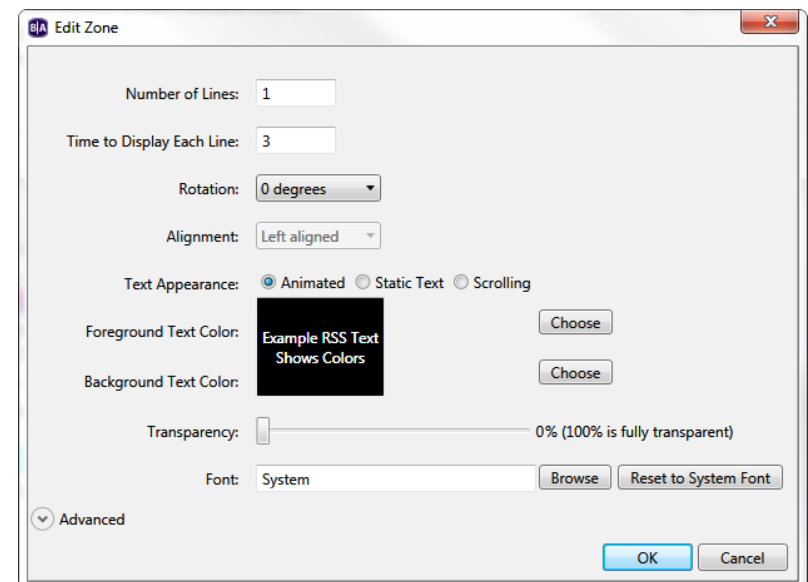 B|A Edit Zone
Number of Lines: 1
Time to Display Each Line: 3
Rotation: 0 degrees
Alignment: Left aligned
Text Appearance: Animated Static Text Scrolling
Foreground Text Color: Choose
Example RSS Text
Shows Colors
Background Text Color: Choose
Transparency: 0% (100% is fully transparent)
Font: System Browse Reset to System Font
Advanced
OK Cancel